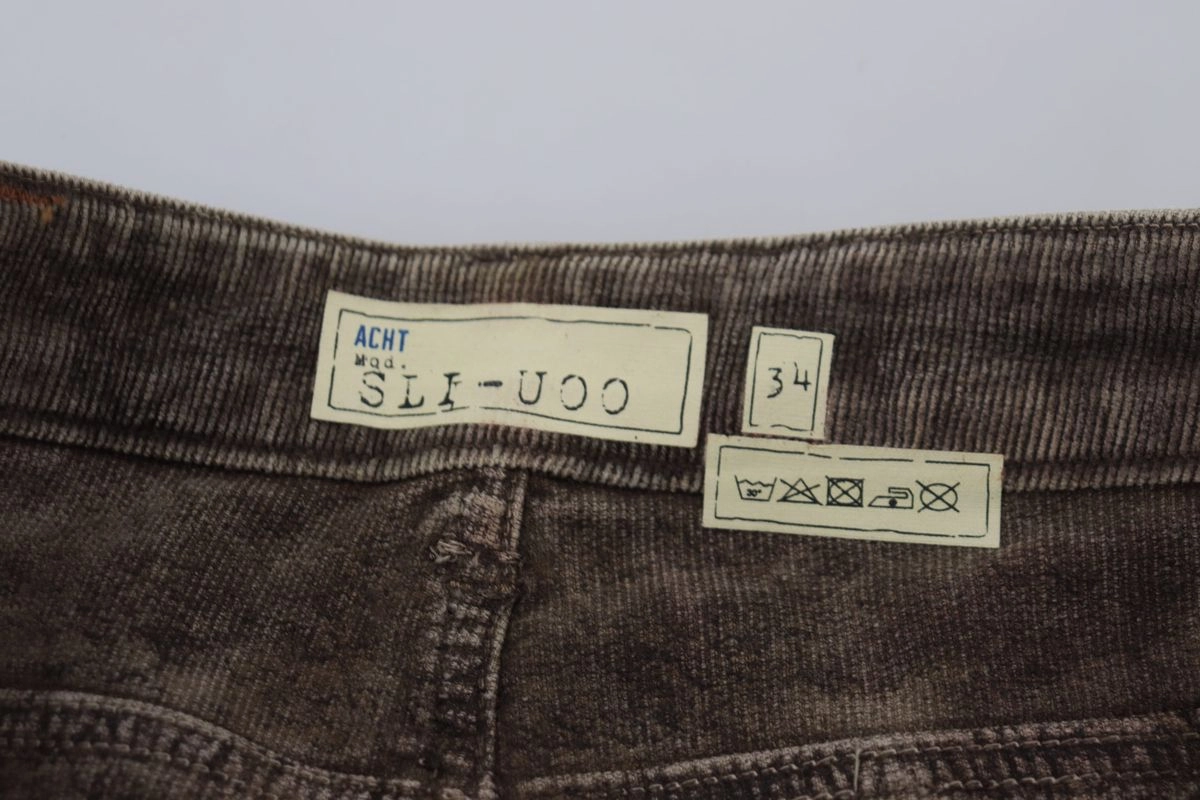 ACHT
Mod.
SLI-U00
34
30°